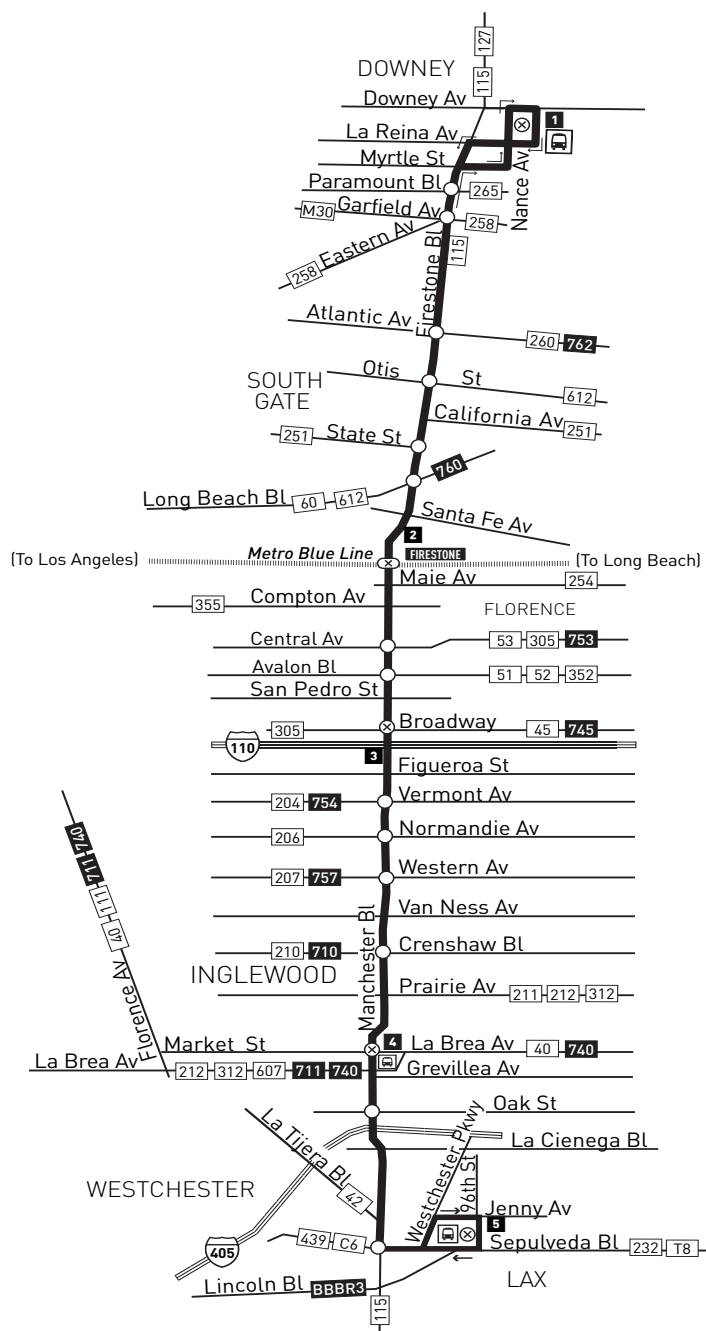 127
DOWNEY
115
Downey Av
1
La Reina Av
Myrtle St
Nance Av
Paramount Bl
265
M30
Garfield Av
258
Eastern Av
258
Firestone Bl
115
Atlantic Av
260
762
Otis St
612
SOUTH
GATE
California Av
251
251
State St
760
Long Beach Bl
60
612
Santa Fe Av
2
(To Los Angeles)
Metro Blue Line
FIRESTONE
(To Long Beach)
Maie Av
254
355
Compton Av
FLORENCE
Central Av
53
305
753
Avalon Bl
51
52
352
San Pedro St
305
Broadway
45
745
110
3
Figueroa St
204
754
Vermont Av
206
Normandie Av
207
757
Western Av
Van Ness Av
740
711
111
40
Florence Av
Manchester Bl
210
710
Crenshaw Bl
INGLEWOOD
Prairie Av
211
212
312
4
Market St
La Brea Av
40
740
La Brea Av
212
312
607
711
740
Grevillea Av
Oak St
La Tijera Bl
42
La Cienega Bl
Westchester Pkwy
96th St
WESTCHESTER
Jenny Av
5
405
439
C6
Sepulveda Bl
232
T8
Lincoln Bl
BBBR3
LAX
115